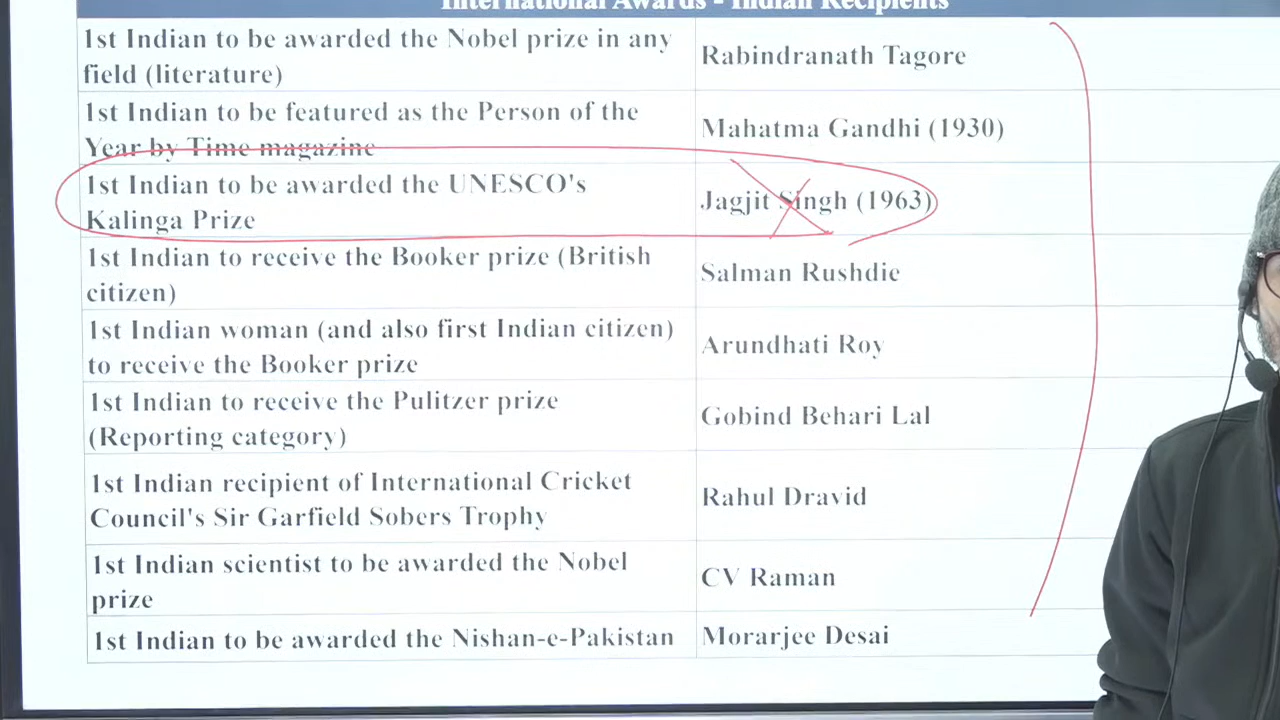 International Awards - Indian Recipients
1st Indian to be awarded the Nobel prize in any
field (literature)
Rabindranath Tagore
1st Indian to be featured as the Person of the
Year by Time magazine
Mahatma Gandhi (1930)
1st Indian to be awarded the UNESCO's
Kalinga Prize
Jagjit Singh (1963)
1st Indian to receive the Booker prize (British
citizen)
Salman Rushdie
1st Indian woman (and also first Indian citizen)
to receive the Booker prize
Arundhati Roy
1st Indian to receive the Pulitzer prize
(Reporting category)
Gobind Behari Lal
1st Indian recipient of International Cricket
Council's Sir Garfield Sobers Trophy
Rahul Dravid
1st Indian scientist to be awarded the Nobel
prize
CV Raman
1st Indian to be awarded the Nishan-e-Pakistan
Morarjee Desai